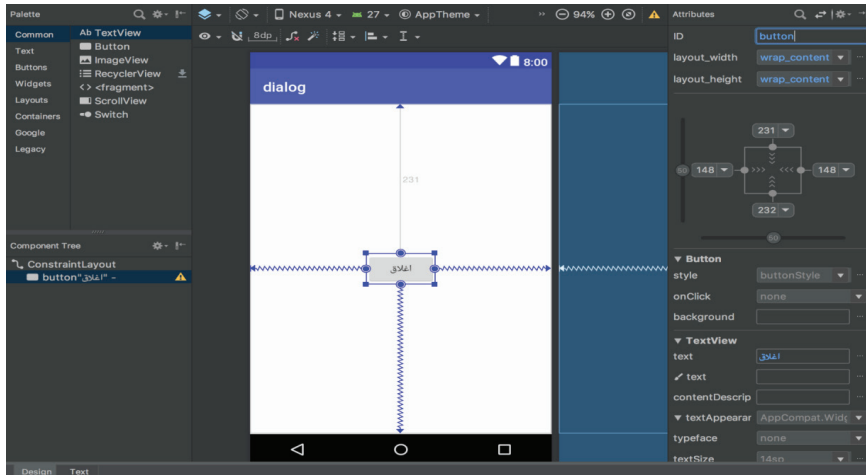 Palette
Common
Text
Buttons
Widgets
Layouts
Containers
Google
Legacy
Ab TextView
Button
ImageView
RecyclerView
<> <fragment>
ScrollView
Switch
Component Tree
ConstraintLayout
button"اغلاق" -
Nexus 4
27
AppTheme
94%
8dp
8:00
dialog
231
اغلاق
Attributes
ID button
layout_width wrap_content
layout_height wrap_content
231
50 148 148
232
50
Button
style buttonStyle
onClick none
background
TextView
text اغلاق
text
contentDescrip
textAppearar AppCompat.Widg
typeface none
textSize 14sp
Design Text